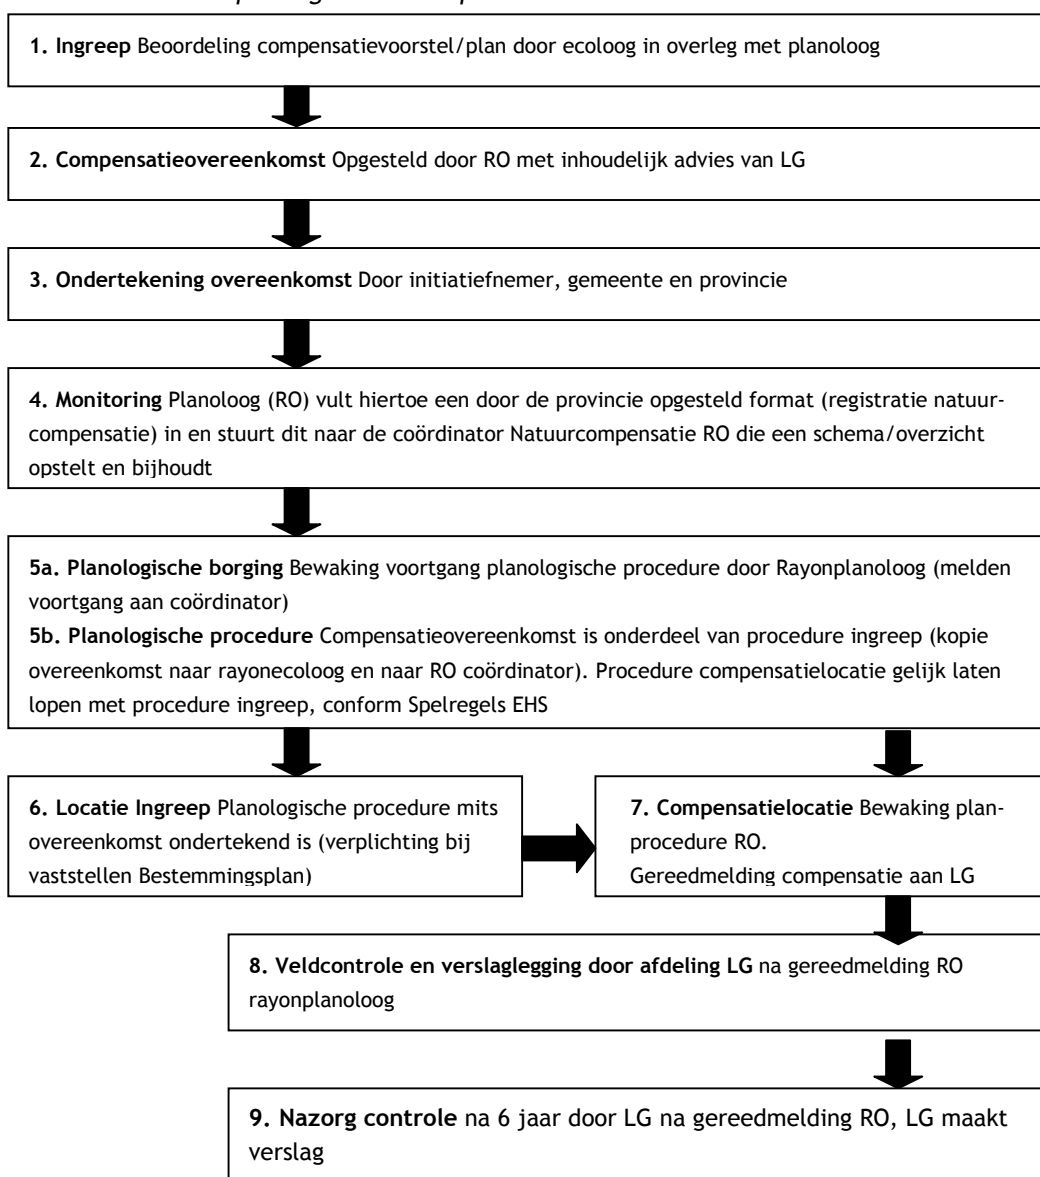 1. Ingreep Beoordeling compensatievoorstel/plan door ecoloog in overleg met planoloog
2. Compensatieovereenkomst Opgesteld door RO met inhoudelijk advies van LG
3. Ondertekening overeenkomst Door initiatiefnemer, gemeente en provincie
4. Monitoring Planoloog (RO) vult hiertoe een door de provincie opgesteld format (registratie natuur-
compensatie) in en stuurt dit naar de coördinator Natuurcompensatie RO die een schema/overzicht
opstelt en bijhoudt
5a. Planologische borging Bewaking voortgang planologische procedure door Rayonplanoloog (melden
voortgang aan coördinator)
5b. Planologische procedure Compensatieovereenkomst is onderdeel van procedure ingreep (kopie
overeenkomst naar rayonecoloog en naar RO coördinator). Procedure compensatielocatie gelijk laten
lopen met procedure ingreep, conform Spelregels EHS
6. Locatie Ingreep Planologische procedure mits
overeenkomst ondertekend is (verplichting bij
vaststellen Bestemmingsplan)
7. Compensatielocatie Bewaking plan-
procedure RO.
Gereedmelding compensatie aan LG
8. Veldcontrole en verslaglegging door afdeling LG na gereedmelding RO
rayonplanoloog
9. Nazorg controle na 6 jaar door LG na gereedmelding RO, LG maakt
verslag